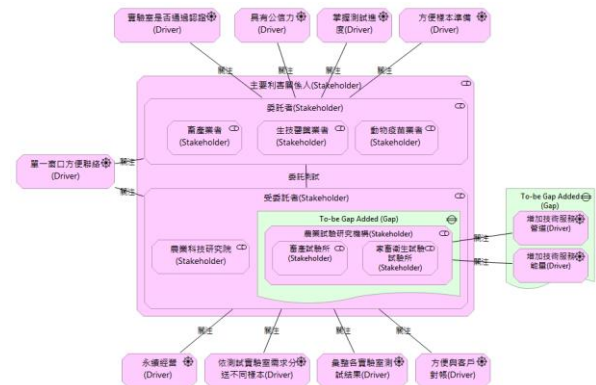 實驗室是否通過認證
(Driver)
具有公信力
(Driver)
掌握測試進
度(Driver)
方便樣本準備
(Driver)
關注
關注
關注
關注
主要利害關係人(Stakeholder)
委託者(Stakeholder)
畜產業者
(Stakeholder)
生技醫藥業者
(Stakeholder)
動物疫苗業者
(Stakeholder)
關注
單一窗口方便聯絡
(Driver)
關注
委託測試
受委託者(Stakeholder)
To-be Gap Added (Gap)
農業試驗研究機構(Stakeholder)
農業科技研究院
(Stakeholder)
畜產試驗所
(Stakeholder)
家畜衛生試驗
試驗所
(Stakeholder)
To-be Gap Added
(Gap)
增加技術服務
管道(Driver)
關注
增加技術服務
能量(Driver)
關注
關注
關注
關注
關注
永續經營
(Driver)
依測試實驗室需求分
送不同樣本(Driver)
彙整各實驗室測
試結果(Driver)
方便與客戶
對帳(Driver)